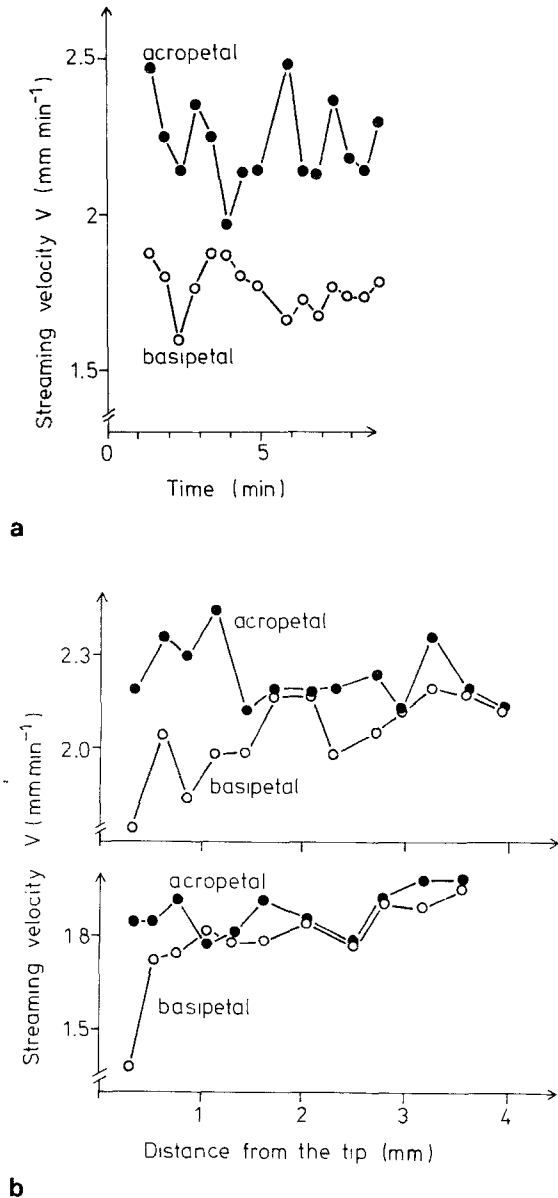 acropetal
2.5
2
1.5
Streaming velocity V (mm min⁻¹)
basipetal
0
5
Time (min)
a
acropetal
2.3
2.0
basipetal
acropetal
1.8
1.5
basipetal
Streaming velocity V (mm min⁻¹)
1
2
3
4
Distance from the tip (mm)
b